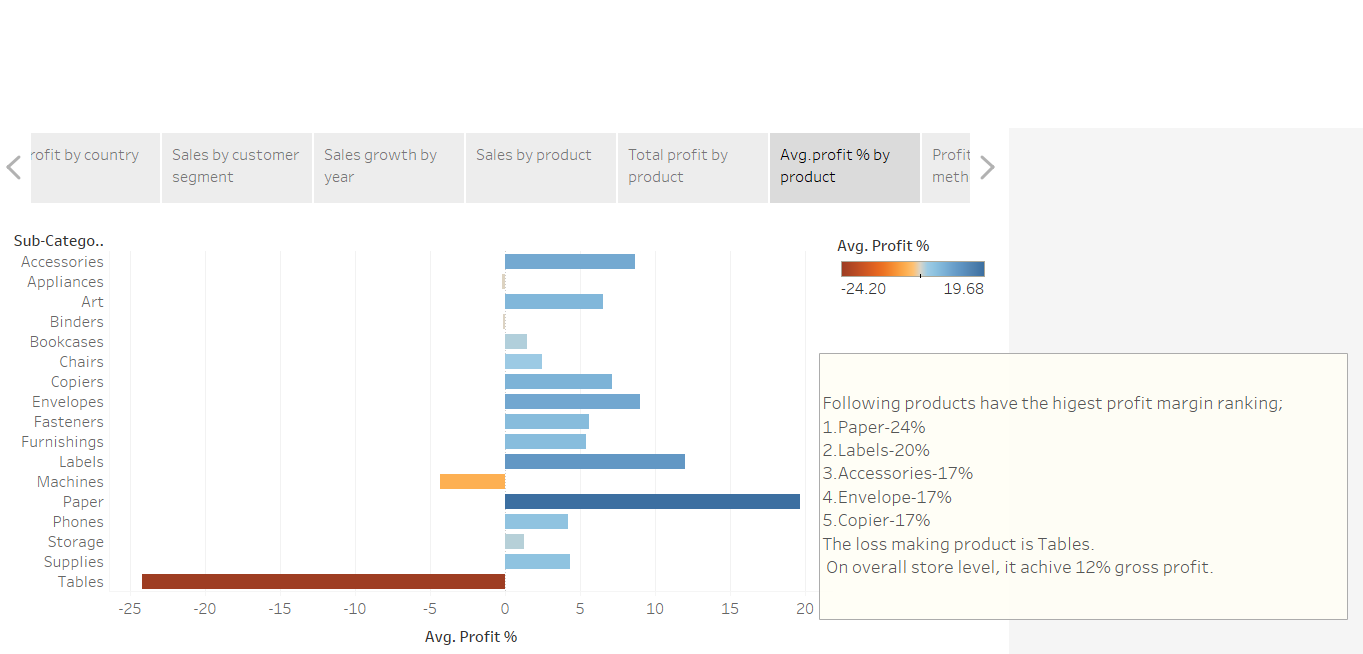 rofit by country
Sales by customer
segment
Sales growth by
year
Sales by product
Total profit by
product
Avg.profit % by
product
Profit
meth
Sub-Catego..
Accessories
Appliances
Art
Binders
Bookcases
Chairs
Copiers
Envelopes
Fasteners
Furnishings
Labels
Machines
Paper
Phones
Storage
Supplies
Tables
-25 -20 -15 -10 -5 0 5 10 15 20
Avg. Profit %
Avg. Profit %
-24.20 19.68
Following products have the higest profit margin ranking;
1.Paper-24%
2.Labels-20%
3.Accessories-17%
4.Envelope-17%
5.Copier-17%
The loss making product is Tables.
On overall store level, it achive 12% gross profit.